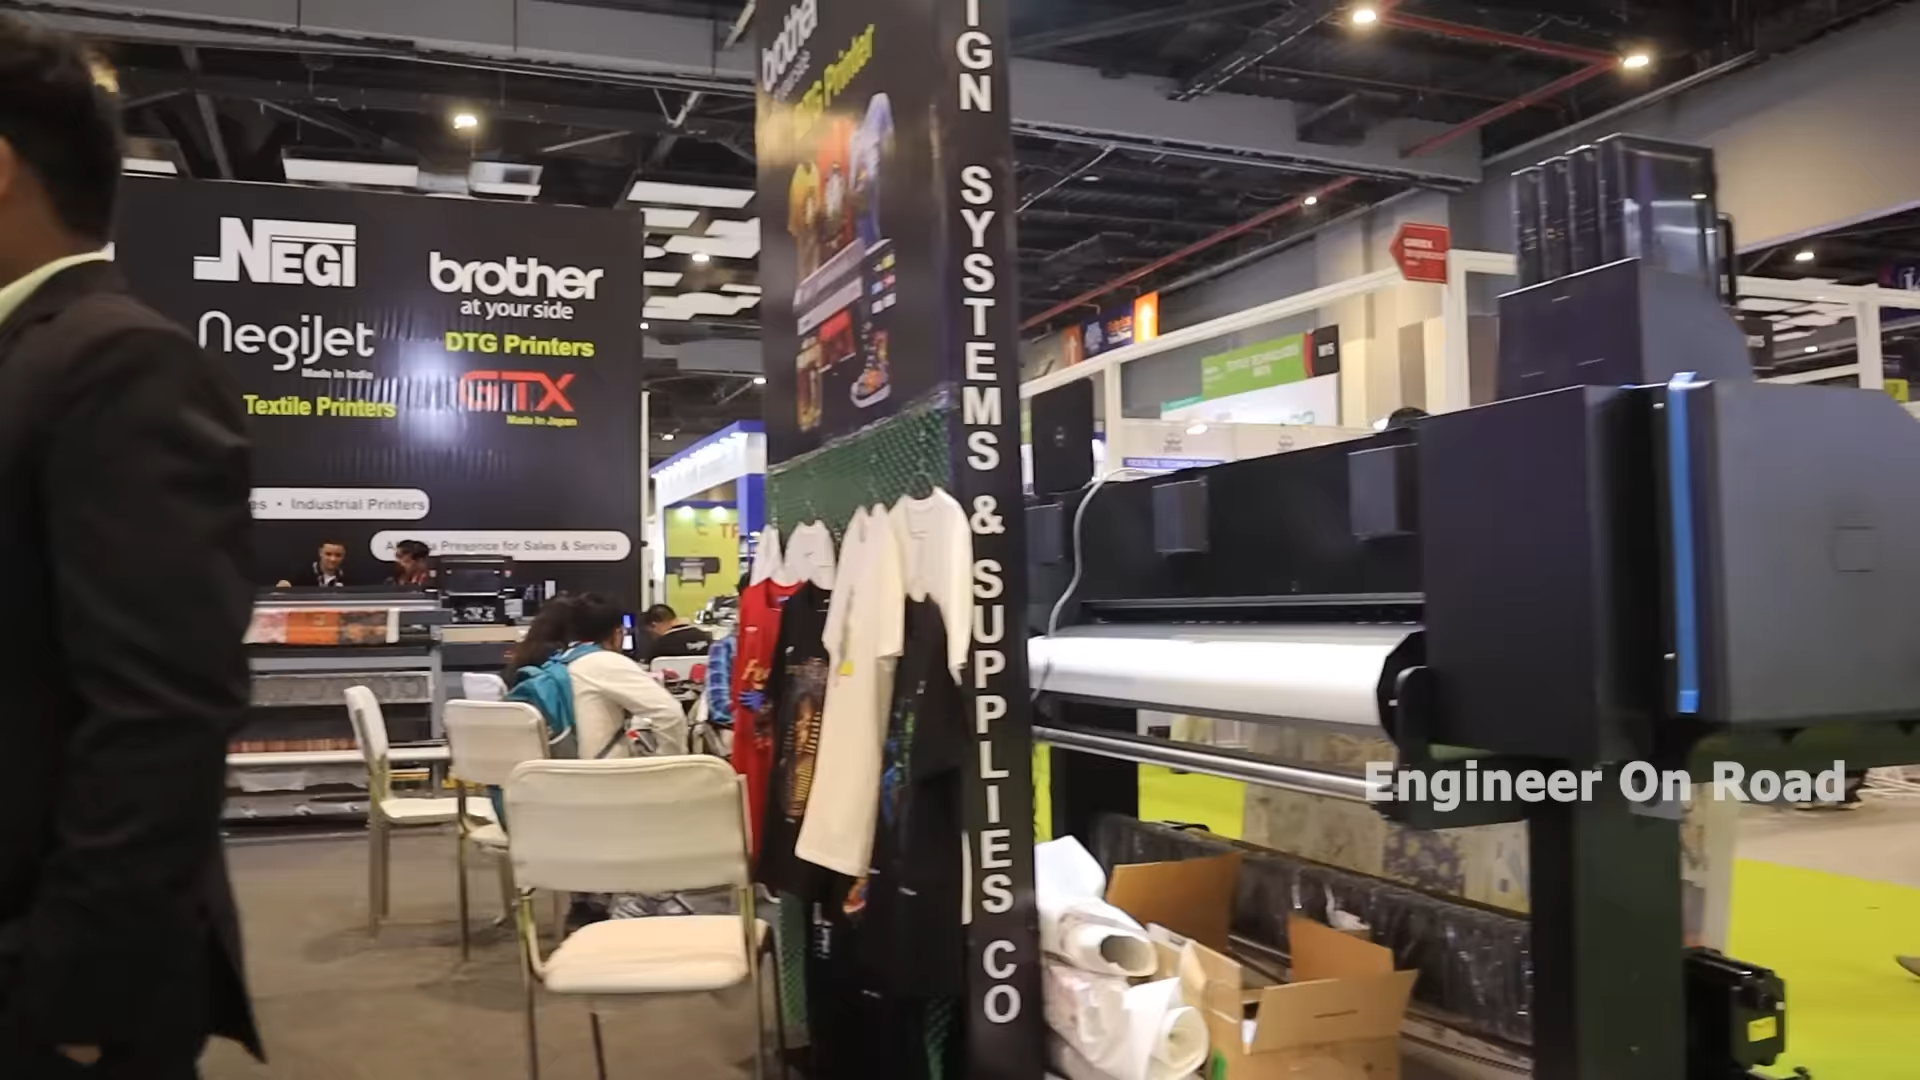 NEGI
NegiJet
Made in India
Textile Printers
brother
at your side
DTG Printers
GTX
Made in Japan
es • Industrial Printers
Presence for Sales & Service
brother
DTG Printer
IGN SYSTEMS & SUPPLIES CO
Engineer On Road